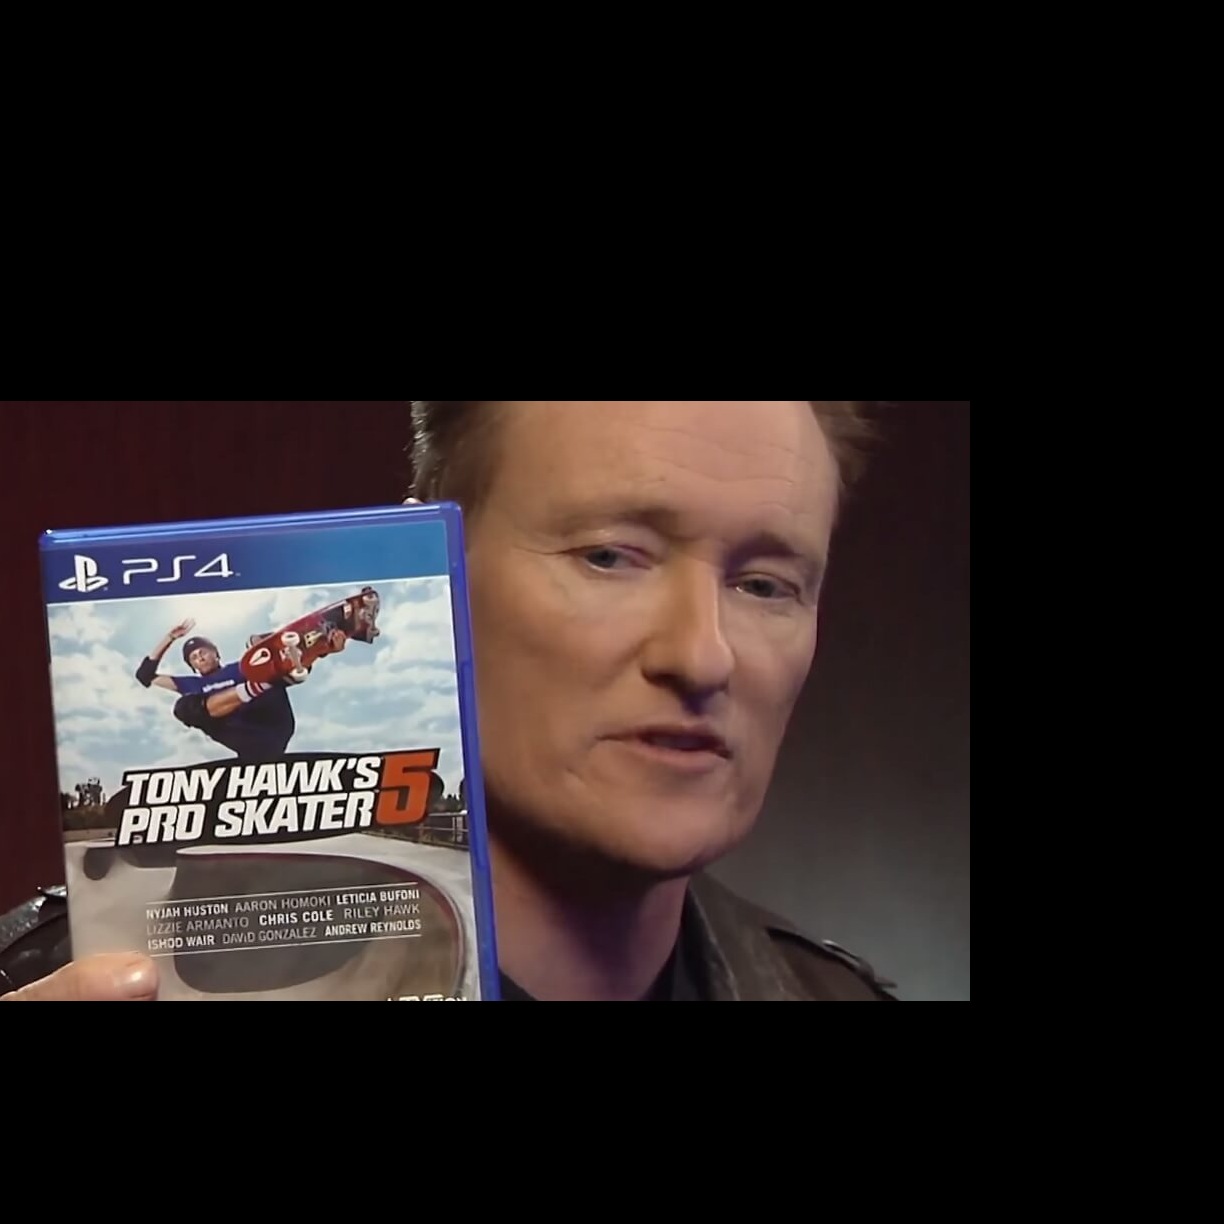 PS4
TONY HAWK'S 5
PRO SKATER
NYJAH HUSTON AARON HOMOKI LETICIA BUFONI
LIZZIE ARMANTO CHRIS COLE RILEY HAWK
ISHOD WAIR DAVID GONZALEZ ANDREW REYNOLDS